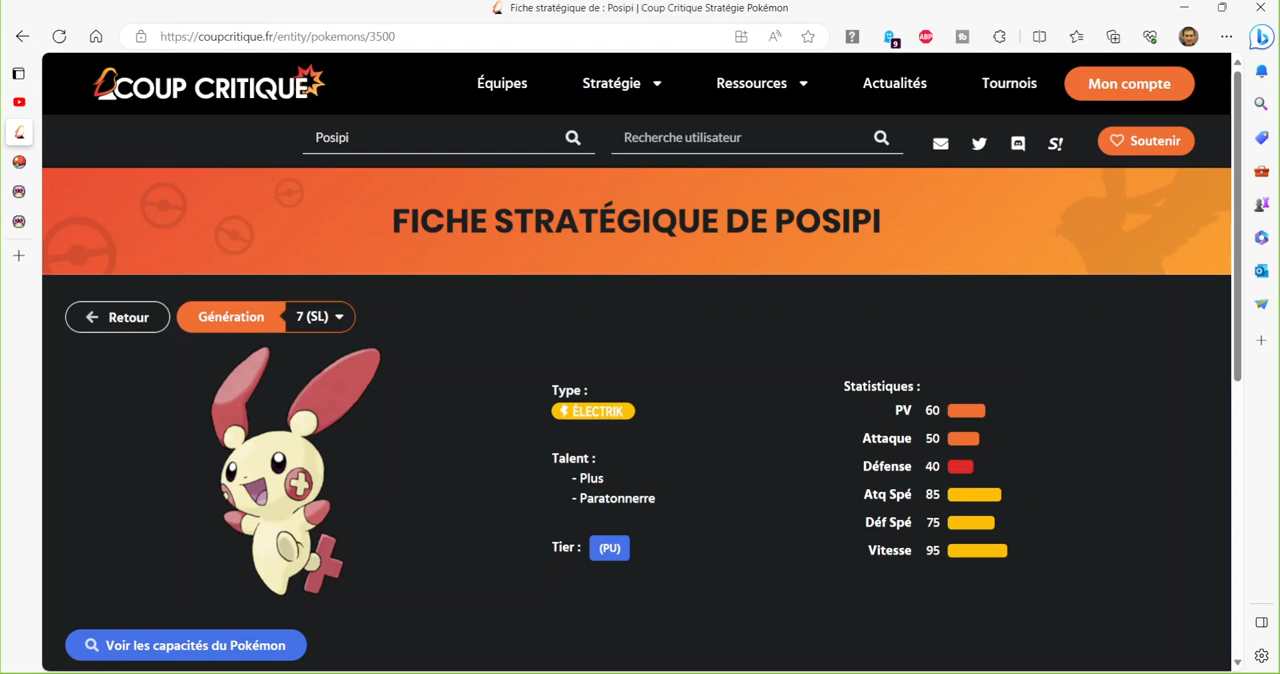 Fiche stratégique de : Posipi | Coup Critique Stratégie Pokémon
https://coupcritique.fr/entity/pokemons/3500
9
ABP
COUP CRITIQUE
Équipes
Stratégie
Ressources
Actualités
Tournois
Mon compte
Posipi
Recherche utilisateur
S!
Soutenir
FICHE STRATÉGIQUE DE POSIPI
Retour
Génération
7 (SL)
Type :
ÉLECTRIK
Talent :
- Plus
- Paratonnerre
Tier : (PU)
Statistiques :
PV 60
Attaque 50
Défense 40
Atq Spé 85
Déf Spé 75
Vitesse 95
Voir les capacités du Pokémon